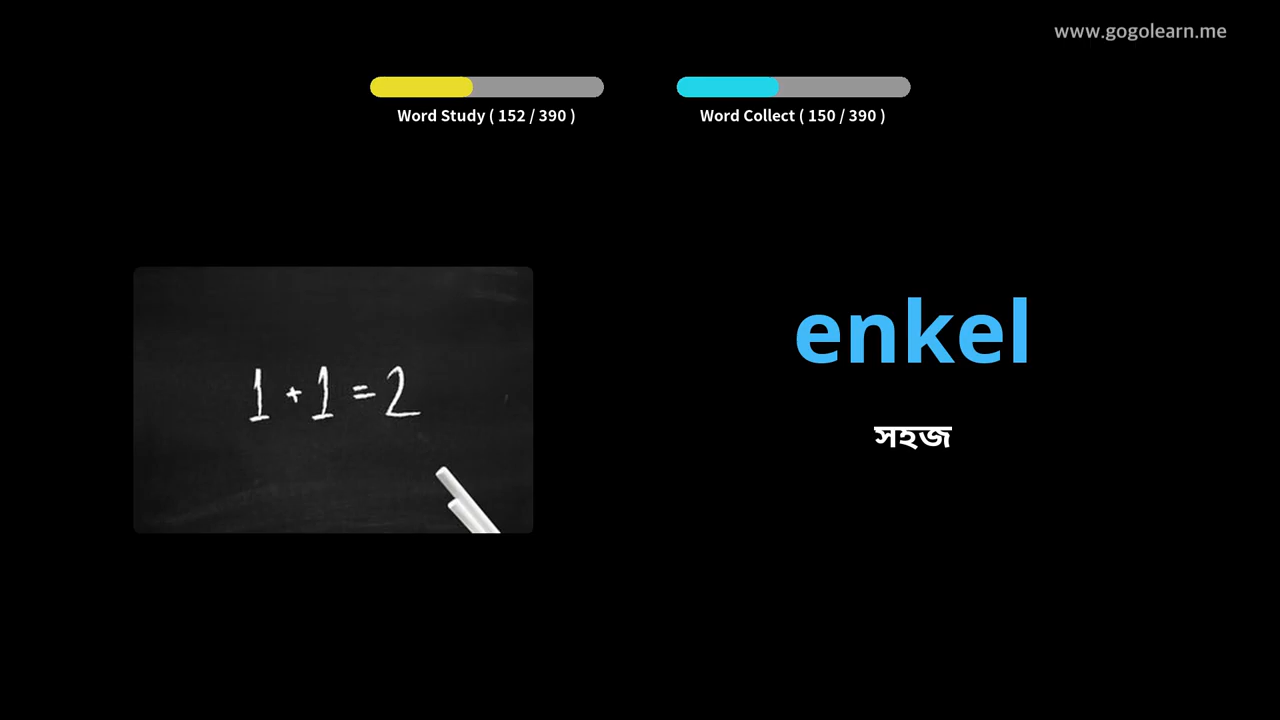 www.gogolearn.me
Word Study ( 152 / 390 )
Word Collect ( 150 / 390 )
1 + 1 = 2
enkel
সহজ